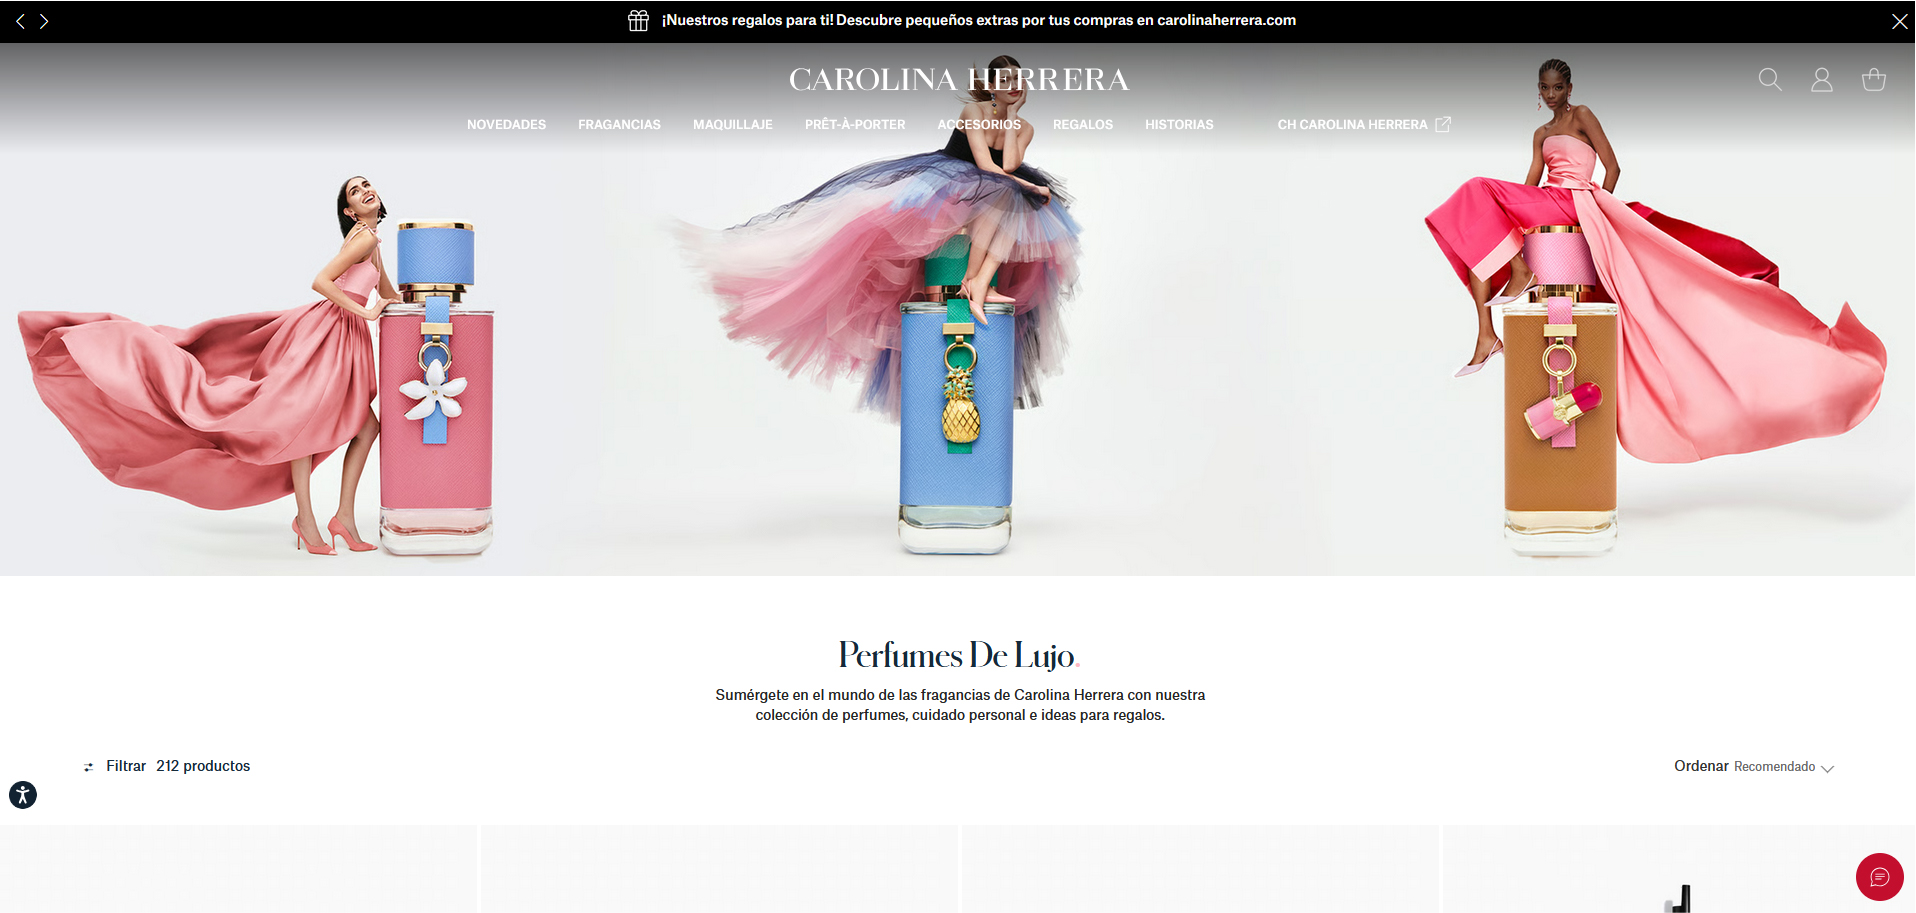 ¡Nuestros regalos para ti! Descubre pequeños extras por tus compras en carolinaherrera.com
CAROLINA HERRERA
NOVEDADES FRAGANCIAS MAQUILLAJE PRÊT-À-PORTER ACCESORIOS REGALOS HISTORIAS CH CAROLINA HERRERA
Perfumes De Lujo.
Sumérgete en el mundo de las fragancias de Carolina Herrera con nuestra
colección de perfumes, cuidado personal e ideas para regalos.
Filtrar 212 productos
Ordenar Recomendado